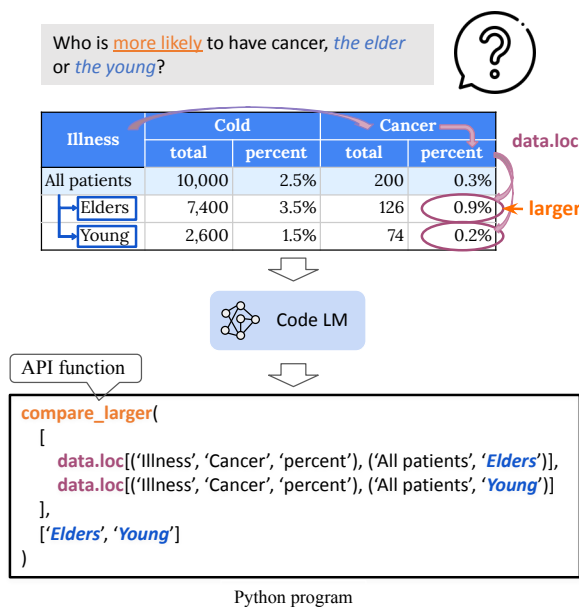 Who is more likely to have cancer, the elder
or the young?
Illness Cold Cancer
total percent total percent
data.loc
All patients 10,000 2.5% 200 0.3%
Elders 7,400 3.5% 126 0.9%
larger
Young 2,600 1.5% 74 0.2%
Code LM
API function
compare_larger(
[
data.loc[(‘Illness’, ‘Cancer’, ‘percent’), (‘All patients’, ‘Elders’)],
data.loc[(‘Illness’, ‘Cancer’, ‘percent’), (‘All patients’, ‘Young’)]
],
[‘Elders’, ‘Young’]
)
Python program